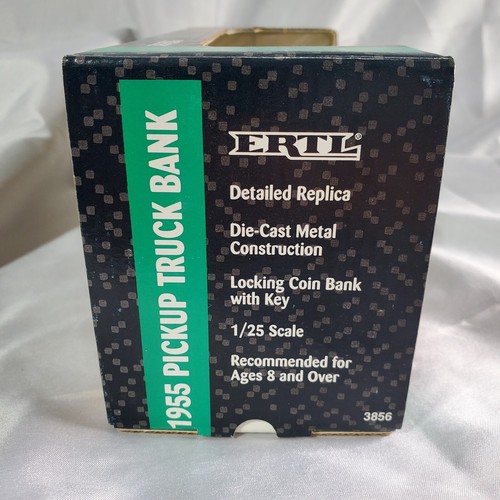 1955 PICKUP TRUCK BANK
ERTL®
Detailed Replica
Die-Cast Metal
Construction
Locking Coin Bank
with Key
1/25 Scale
Recommended for
Ages 8 and Over
3856